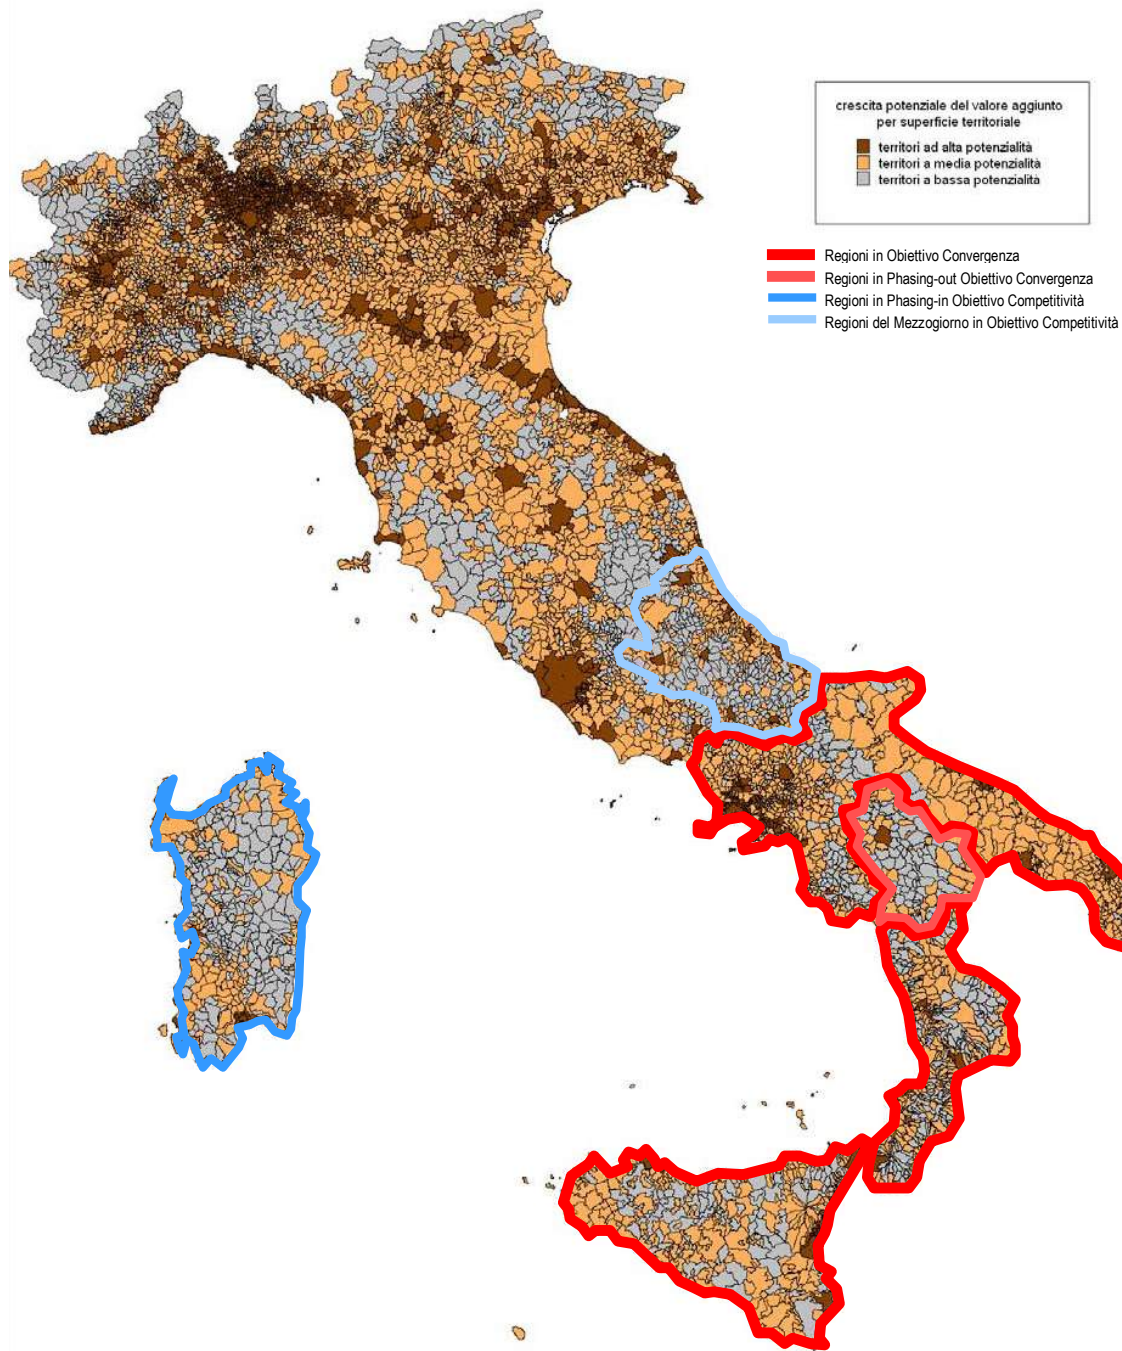 crescita potenziale del valore aggiunto
per superficie territoriale
territori ad alta potenzialità
territori a media potenzialità
territori a bassa potenzialità
Regioni in Obiettivo Convergenza
Regioni in Phasing-out Obiettivo Convergenza
Regioni in Phasing-in Obiettivo Competitività
Regioni del Mezzogiorno in Obiettivo Competitività